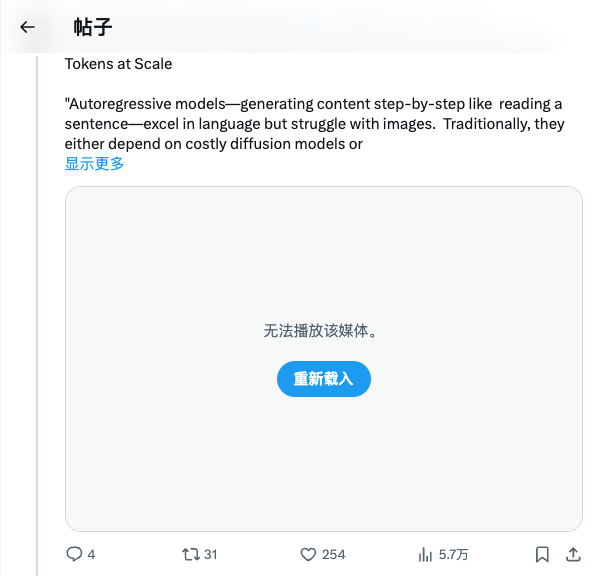 帖子
Tokens at Scale
"Autoregressive models—generating content step-by-step like  reading a
sentence—excel in language but struggle with images.  Traditionally, they
either depend on costly diffusion models or
显示更多
无法播放该媒体。
重新载入
4 31 254 5.7万